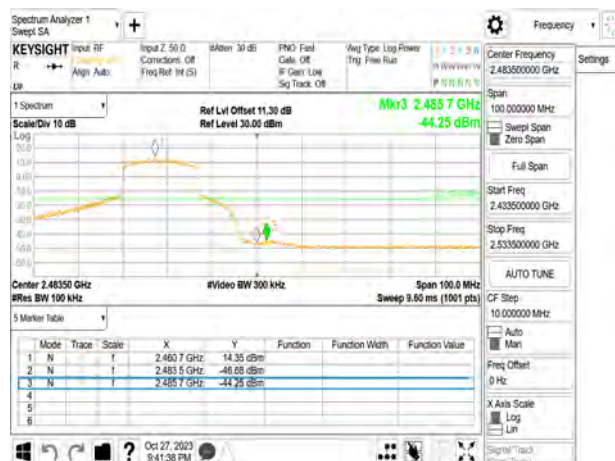 Spectrum Analyzer 1
Swept SA
Frequency
KEYSIGHT
Input: RF
Input Z: 50 Ω
#Atten: 30 dB
PNO: Fast
Avg Type: Log-Power
R
Align: Auto
Corrections: Off
Freq Ref: Int (S)
Gate: Off
IF Gain: Low
Sig Track: Off
Trig: Free Run
Center Frequency
2.483500000 GHz
Settings
Span
100.000000 MHz
Swept Span
Zero Span
Full Span
Start Freq
2.433500000 GHz
Stop Freq
2.533500000 GHz
AUTO TUNE
CF Step
10.000000 MHz
Auto
Man
Freq Offset
0 Hz
X Axis Scale
Log
Lin
Signal Track
1 Spectrum
Scale/Div 10 dB
Ref Lvl Offset 11.30 dB
Ref Level 30.00 dBm
Mkr3 2.485 7 GHz
-44.25 dBm
Log
Center 2.48350 GHz
#Res BW 100 kHz
#Video BW 300 kHz
Span 100.0 MHz
Sweep 9.60 ms (1001 pts)
5 Marker Table
Mode Trace Scale X Y Function Function Width Function Value
1 N f 2.460 7 GHz 14.35 dBm
2 N f 2.483 5 GHz -46.65 dBm
3 N f 2.485 7 GHz -44.25 dBm
4
5
6
Oct 27, 2023
9:41:38 PM